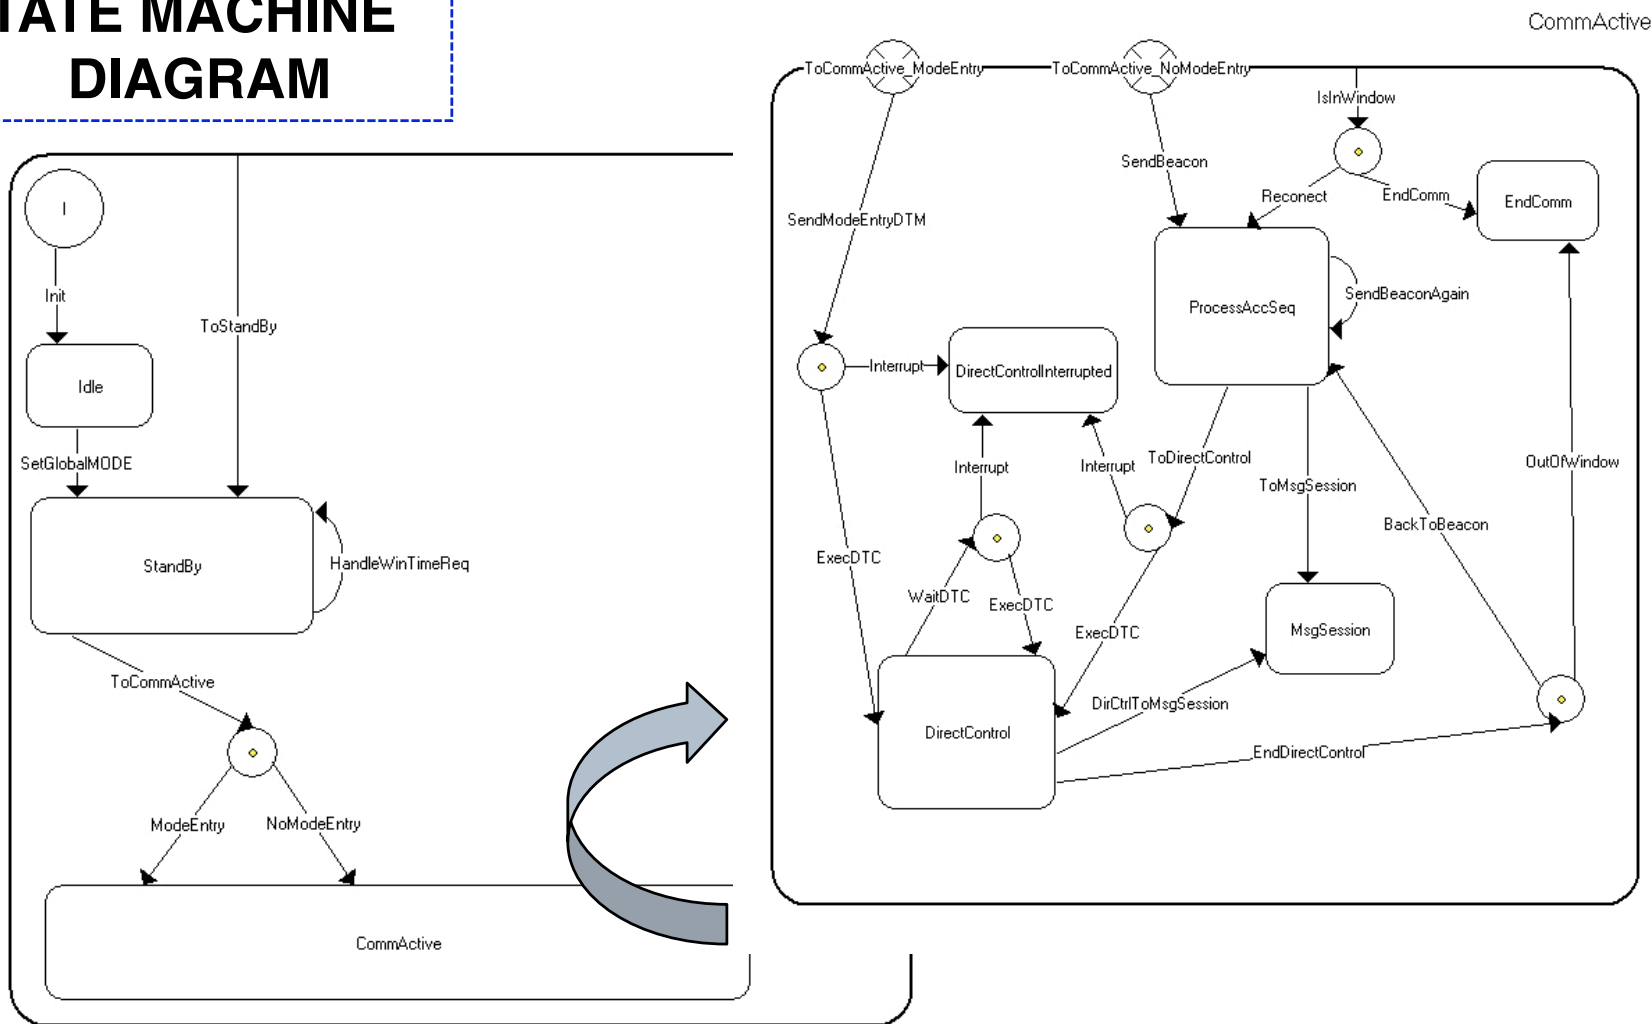 TATE MACHINE
DIAGRAM
I
Init
ToStandBy
Idle
SetGlobalMODE
StandBy
HandleWinTimeReq
ToCommActive
ModeEntry
NoModeEntry
CommActive
CommActive
ToCommActive_ModeEntry
ToCommActive_NoModeEntry
IsInWindow
SendBeacon
Reconect
EndComm
EndComm
SendModeEntryDTM
SendBeaconAgain
ProcessAccSeq
Interrupt
DirectControlInterrupted
Interrupt
Interrupt
ToDirectControl
ToMsgSession
OutOfWindow
BackToBeacon
ExecDTC
WaitDTC
ExecDTC
ExecDTC
MsgSession
DirCtrlToMsgSession
DirectControl
EndDirectControl